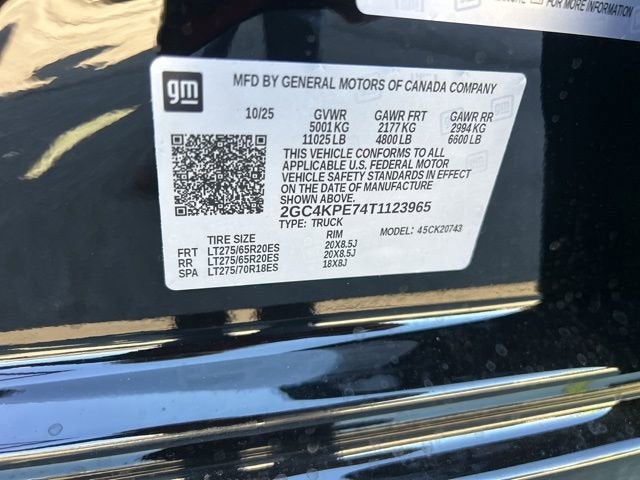 FOR MORE INFORMATION
gm
MFD BY GENERAL MOTORS OF CANADA COMPANY
10/25 GVWR GAWR FRT GAWR RR
5001 KG 2177 KG 2994 KG
11025 LB 4800 LB 6600 LB
THIS VEHICLE CONFORMS TO ALL
APPLICABLE U.S. FEDERAL MOTOR
VEHICLE SAFETY STANDARDS IN EFFECT
ON THE DATE OF MANUFACTURE
SHOWN ABOVE.
2GC4KPE74T1123965
TYPE: TRUCK MODEL: 45CK20743
TIRE SIZE RIM
FRT LT275/65R20ES 20X8.5J
RR LT275/65R20ES 20X8.5J
SPA LT275/70R18ES 18X8J